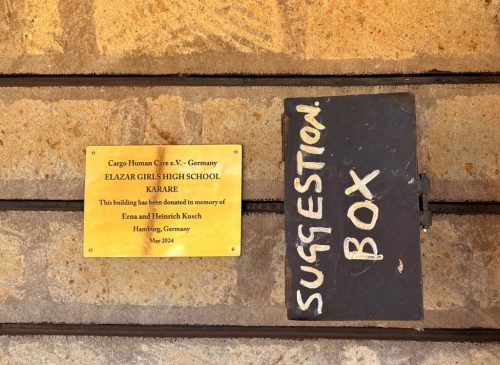 Cargo Human Care e.V. - Germany
ELAZAR GIRLS HIGH SCHOOL
KARARE
This building has been donated in memory of
Erna and Heinrich Kusch
Hamburg, Germany
May 2024
SUGGESTION.
BOX